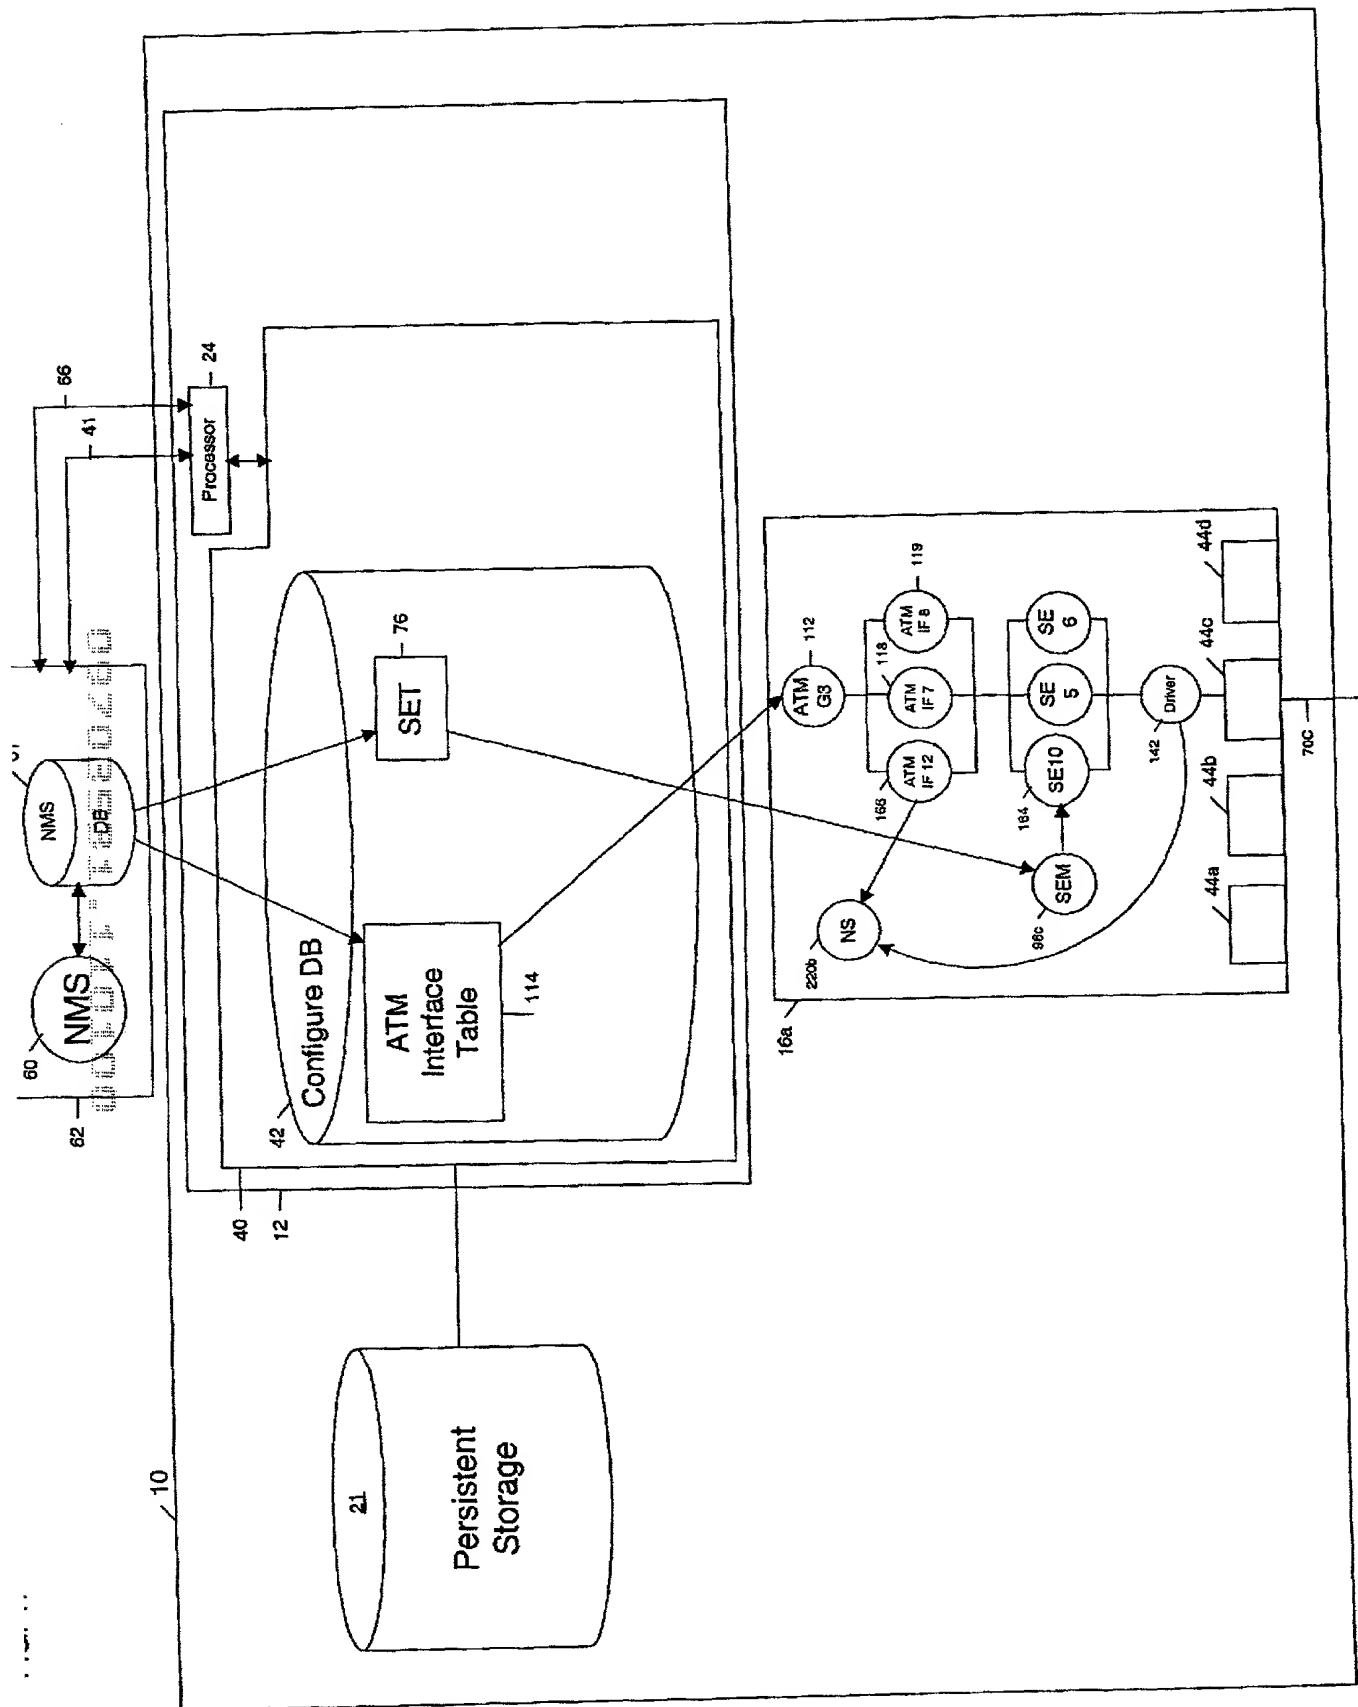 62
60
NMS
NMS
DB
41
66
10
Processor
24
40
12
42
Configure DB
ATM
Interface
Table
114
SET
76
21
Persistent
Storage
16a
220b
NS
ATM
G3
112
166
ATM
IF 12
118
ATM
IF 7
ATM
IF 8
119
98c
SEM
164
SE10
SE
5
SE
6
142
Driver
44a
44b
44c
44d
70C